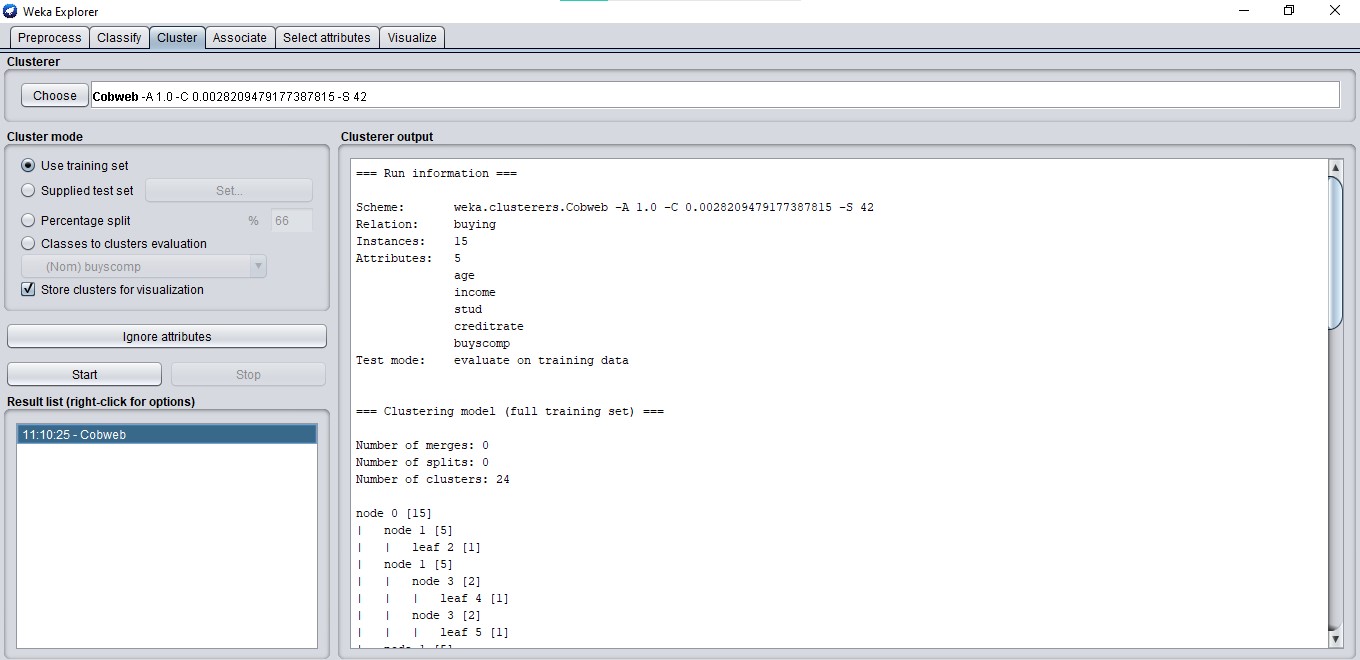 Weka Explorer
Preprocess Classify Cluster Associate Select attributes Visualize
Clusterer
Choose Cobweb -A 1.0 -C 0.0028209479177387815 -S 42
Cluster mode
Use training set
Supplied test set Set...
Percentage split % 66
Classes to clusters evaluation
(Nom) buyscomp
Store clusters for visualization
Ignore attributes
Start Stop
Result list (right-click for options)
11:10:25 - Cobweb
Clusterer output
=== Run information ===
Scheme: weka.clusterers.Cobweb -A 1.0 -C 0.0028209479177387815 -S 42
Relation: buying
Instances: 15
Attributes: 5
age
income
stud
creditrate
buyscomp
Test mode: evaluate on training data
=== Clustering model (full training set) ===
Number of merges: 0
Number of splits: 0
Number of clusters: 24
node 0 [15]
| node 1 [5]
| | leaf 2 [1]
| node 1 [5]
| | node 3 [2]
| | | leaf 4 [1]
| | node 3 [2]
| | | leaf 5 [1]
| node 1 [5]